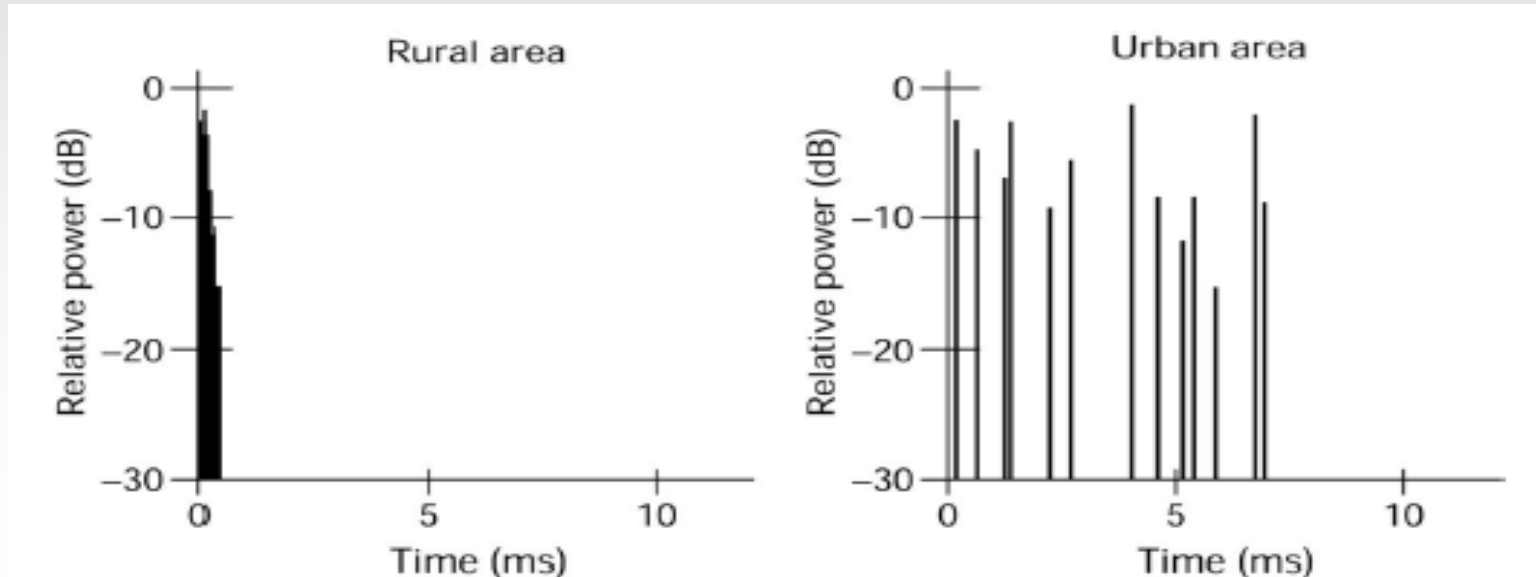 Rural area
0
–10
–20
–30
Relative power (dB)
0
5
10
Time (ms)
Urban area
0
–10
–20
–30
Relative power (dB)
0
5
10
Time (ms)